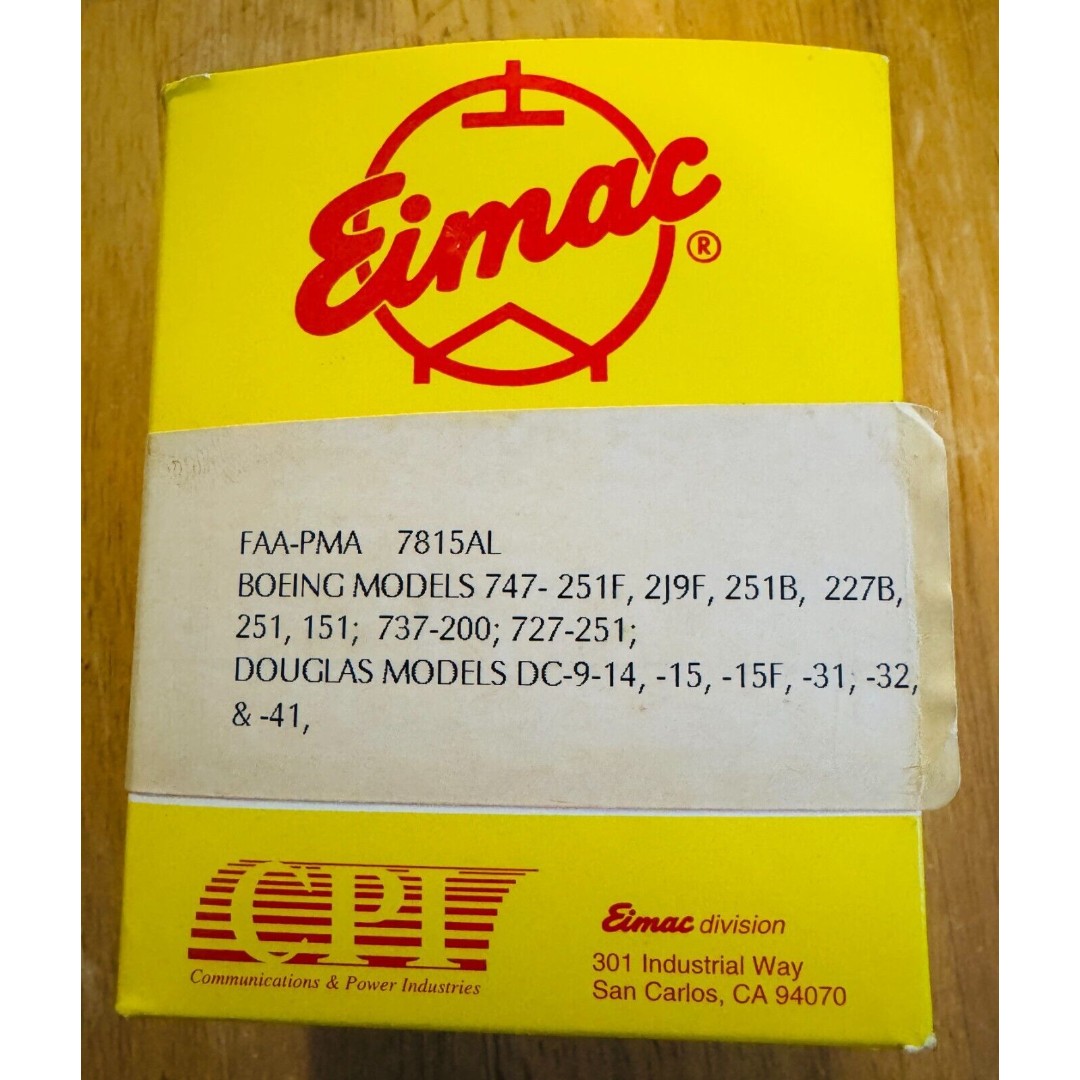 Eimac
®
FAA-PMA 7815AL
BOEING MODELS 747- 251F, 2J9F, 251B, 227B,
251, 151; 737-200; 727-251;
DOUGLAS MODELS DC-9-14, -15, -15F, -31, -32,
& -41,
CPI
Communications & Power Industries
Eimac division
301 Industrial Way
San Carlos, CA 94070